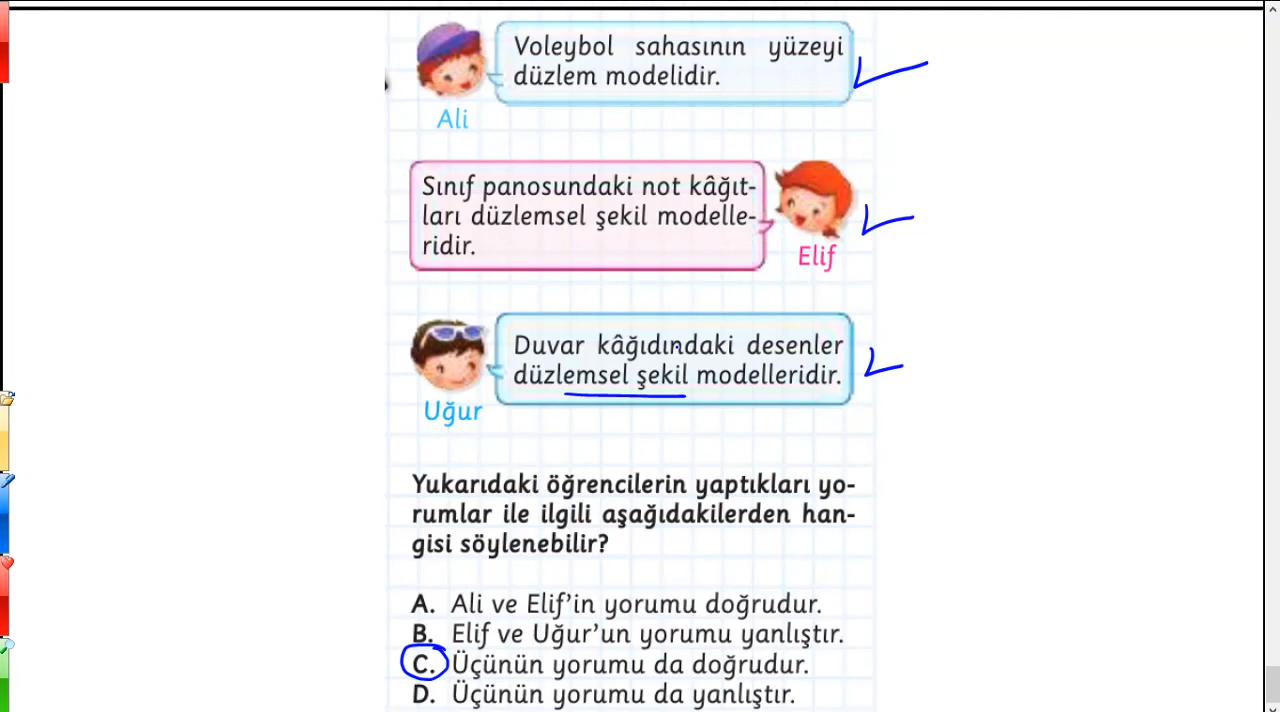 Voleybol sahasının yüzeyi
düzlem modelidir.
Ali
Sınıf panosundaki not kâğıt-
ları düzlemsel şekil modelle-
ridir.
Elif
Duvar kâğıdındaki desenler
düzlemsel şekil modelleridir.
Uğur
Yukarıdaki öğrencilerin yaptıkları yo-
rumlar ile ilgili aşağıdakilerden han-
gisi söylenebilir?
A. Ali ve Elif’in yorumu doğrudur.
B. Elif ve Uğur’un yorumu yanlıştır.
C. Üçünün yorumu da doğrudur.
D. Üçünün yorumu da yanlıştır.